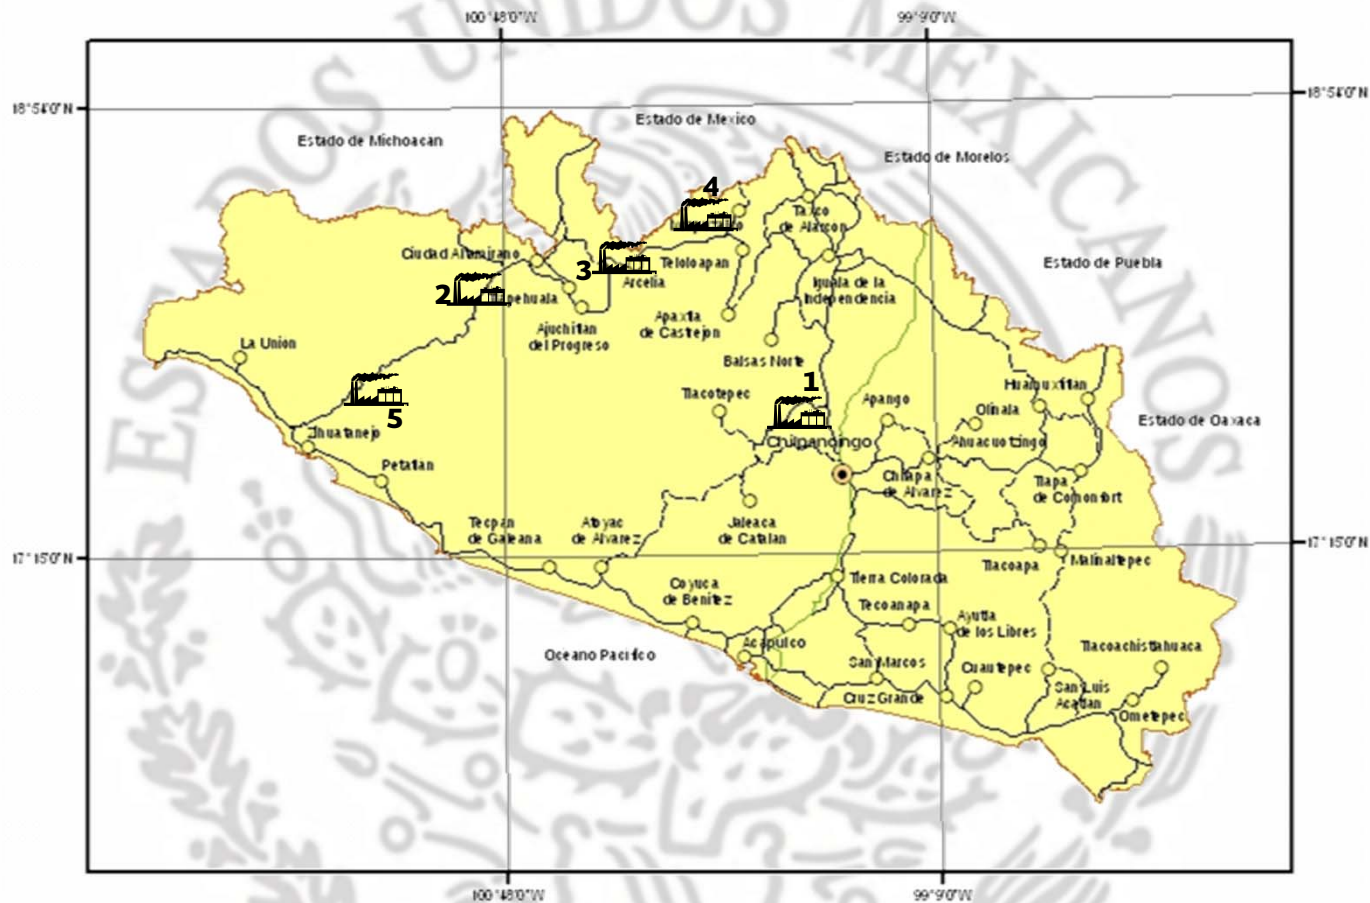 100°48'0"W
99°9'0"W
ESTADOS UNIDOS MEXICANOS
18°54'0"N
18°54'0"N
Estado de Mexico
Estado de Michoacan
Estado de Morelos
4
Taxco
de Alarcon
Ciudad Altamirano
3
Teloloapan
Estado de Puebla
2
Arcelia
Iguala de la
Independencia
Apaxtla
de Castrejon
Ajuchitlan
del Progreso
La Union
Balsas Norte
1
Huamuxtitlan
Tlacotepec
Apango
Olinala
5
Estado de Oaxaca
Zihuatanejo
Chilpancingo
Ahuacuotzingo
Petatlan
Chilapa
de Alvarez
Tlapa
de Comonfort
Tecpan
de Galeana
Atoyac
de Alvarez
Jaleaca
de Catalan
17°15'0"N
17°15'0"N
Tlacoapa
Malinaltepec
Coyuca
de Benitez
Tierra Colorada
Tecoanapa
Ayutla
de los Libres
Oceano Pacifico
Acapulco
Tlacoachistlahuaca
San Marcos
Cuautepec
Cruz Grande
San Luis
Acatlan
Ometepec
100°48'0"W
99°9'0"W